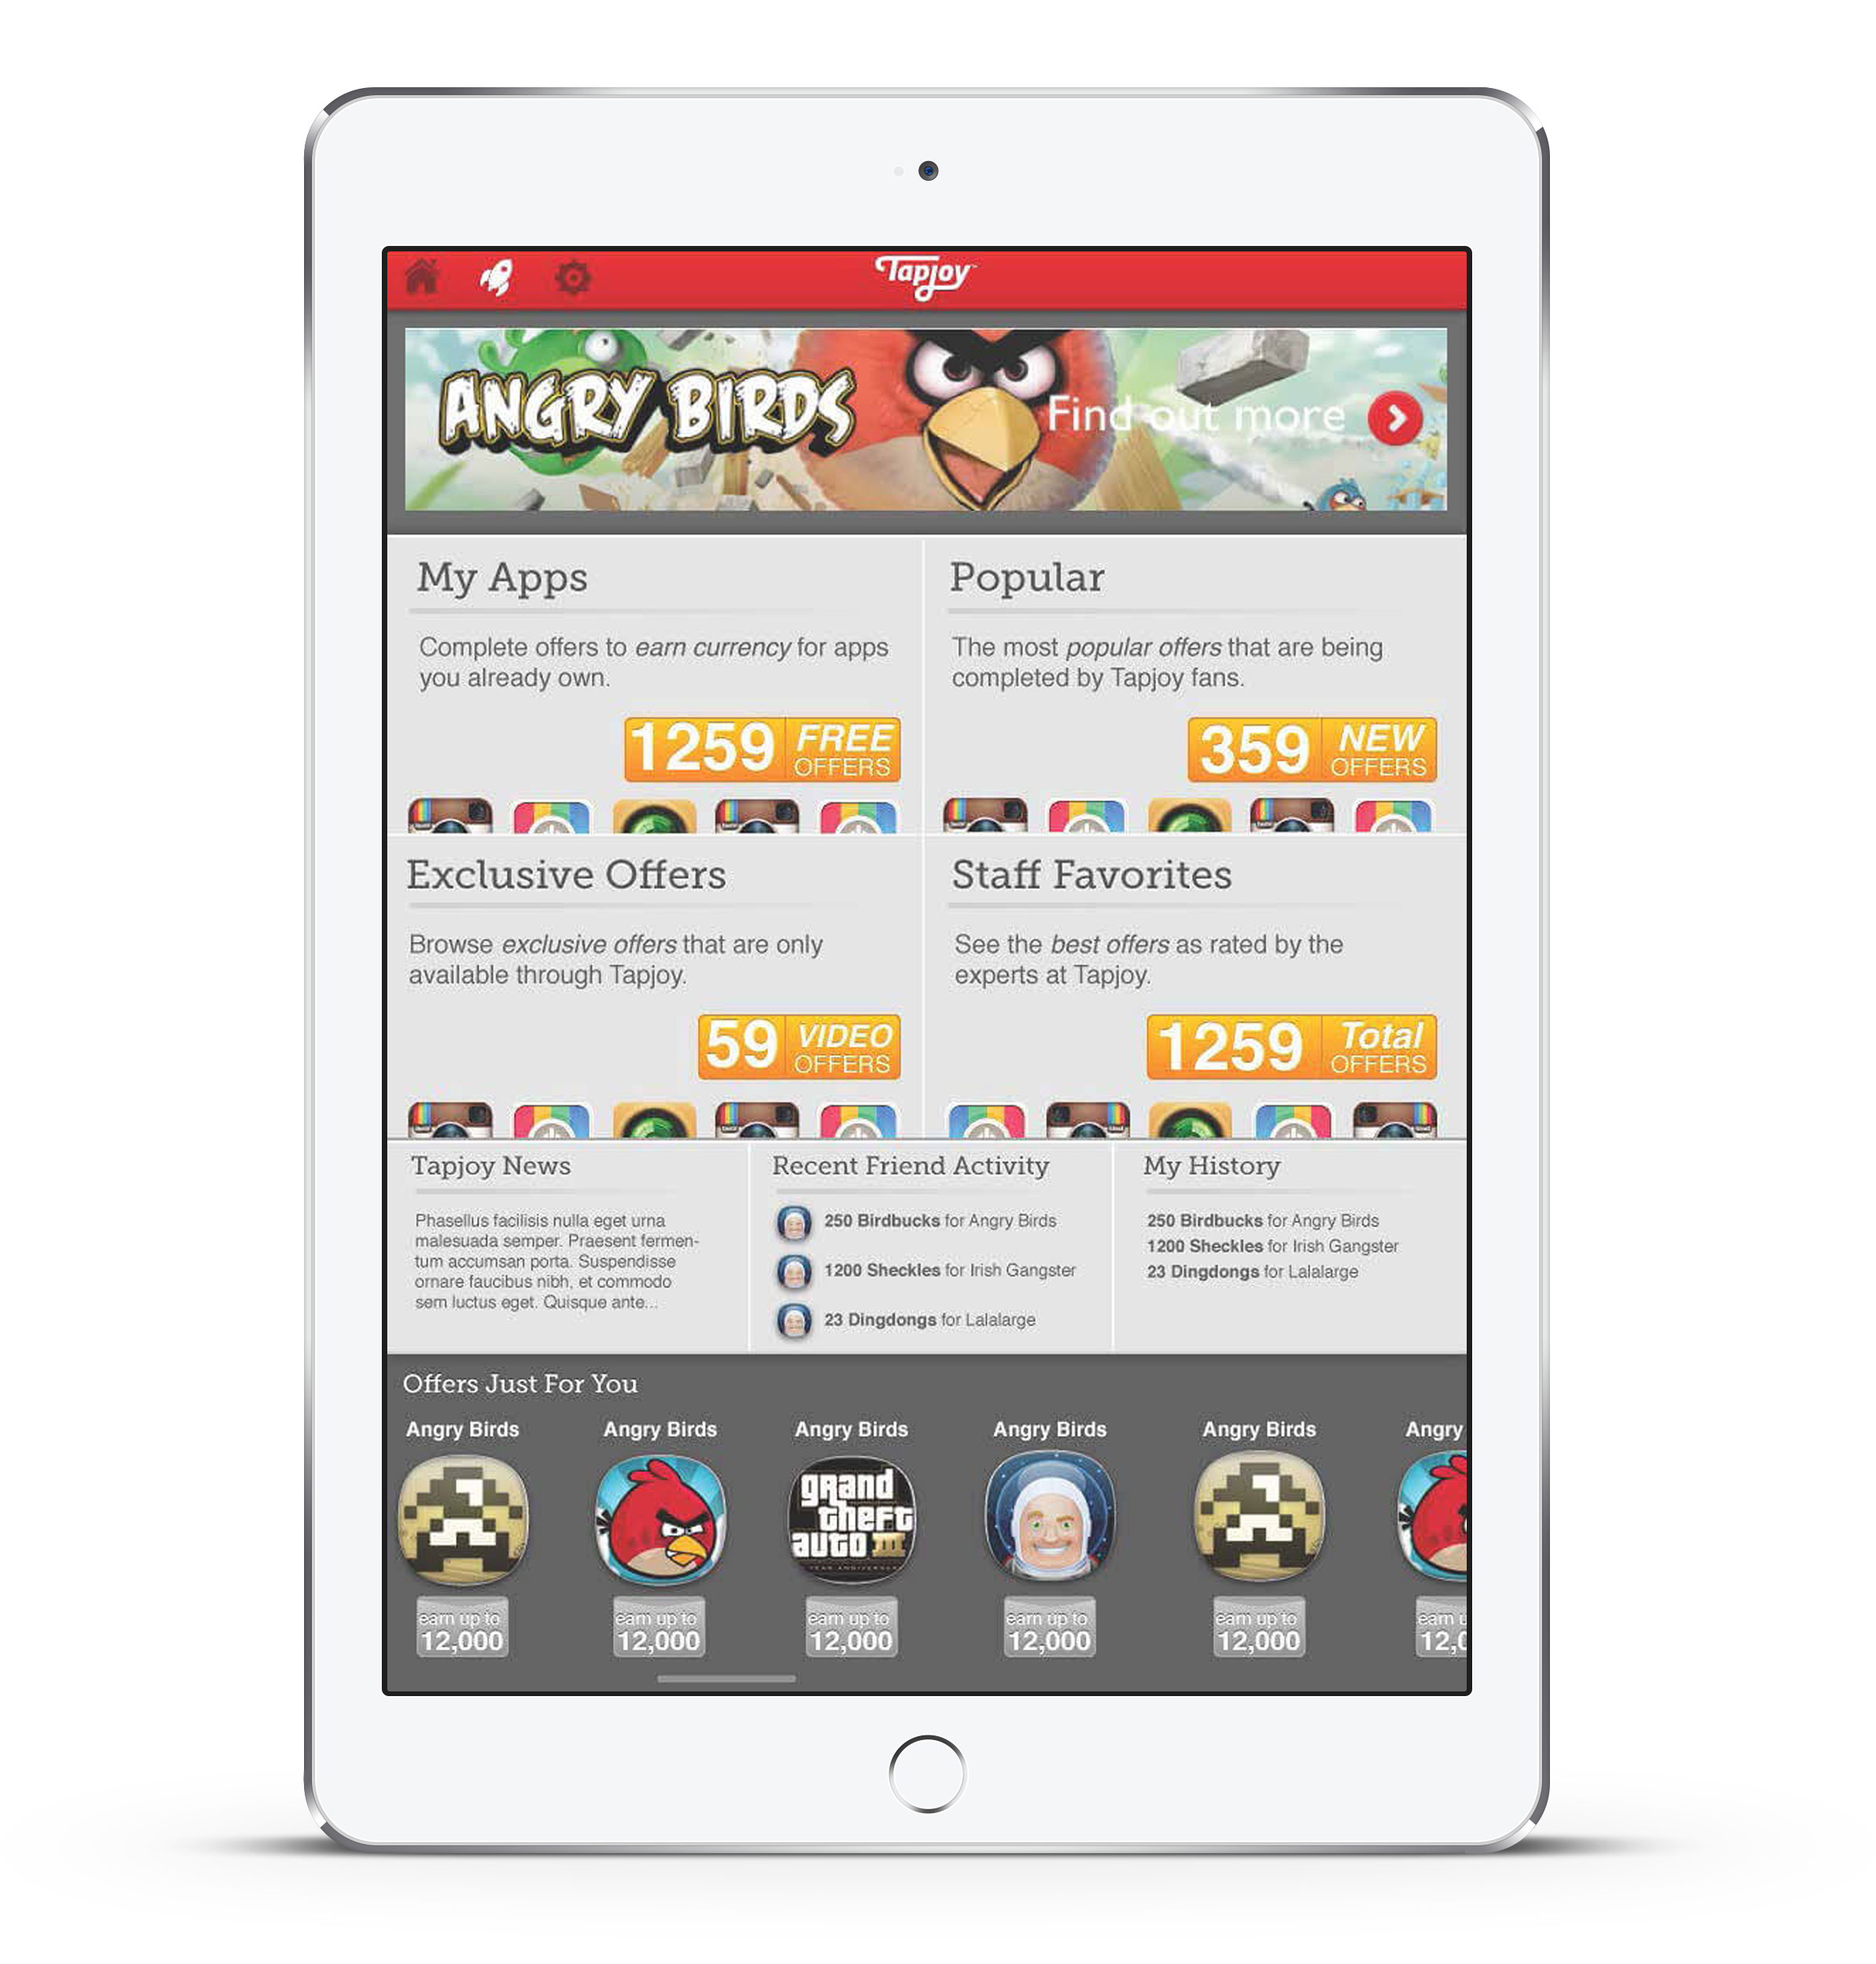 Tapjoy
ANGRY BIRDS
Find out more
My Apps
Complete offers to earn currency for apps
you already own.
1259 FREE
OFFERS
Popular
The most popular offers that are being
completed by Tapjoy fans.
359 NEW
OFFERS
Exclusive Offers
Browse exclusive offers that are only
available through Tapjoy.
59 VIDEO
OFFERS
Staff Favorites
See the best offers as rated by the
experts at Tapjoy.
1259 Total
OFFERS
Tapjoy News
Phasellus facilisis nulla eget urna
malesuada semper. Praesent fermen-
tum accumsan porta. Suspendisse
ornare faucibus nibh, et commodo
sem luctus eget. Quisque ante...
Recent Friend Activity
250 Birdbucks for Angry Birds
1200 Sheckles for Irish Gangster
23 Dingdongs for Lalalarge
My History
250 Birdbucks for Angry Birds
1200 Sheckles for Irish Gangster
23 Dingdongs for Lalalarge
Offers Just For You
Angry Birds Angry Birds Angry Birds Angry Birds Angry Birds Angry
grand
theft
auto III
earn up to earn up to earn up to earn up to earn up to earn
12,000 12,000 12,000 12,000 12,000